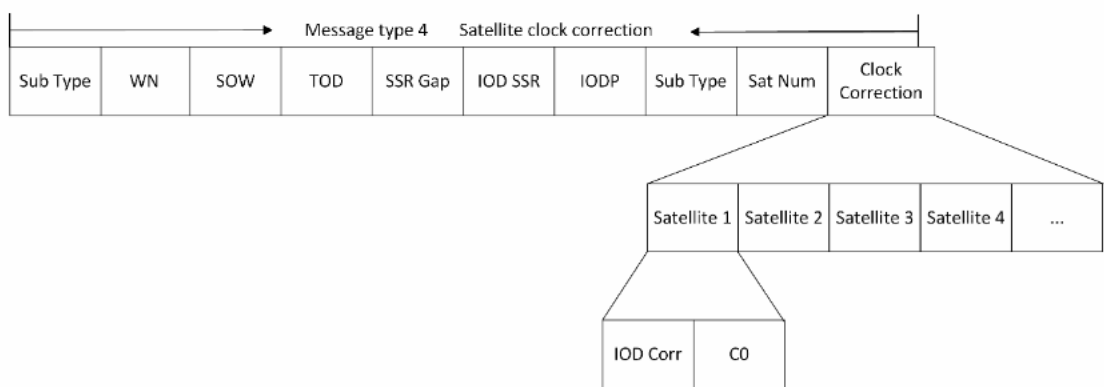 Message type 4 Satellite clock correction
Sub Type WN SOW TOD SSR Gap IOD SSR IODP Sub Type Sat Num Clock
Correction
Satellite 1 Satellite 2 Satellite 3 Satellite 4 ...
IOD Corr C0